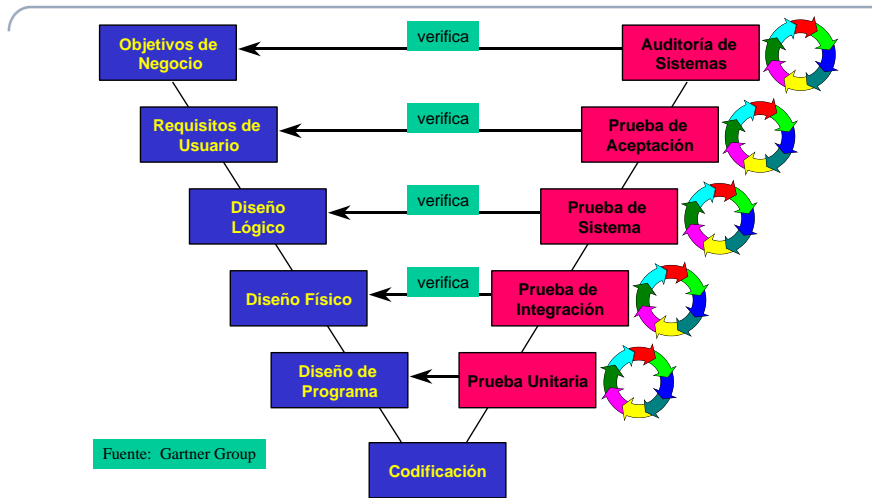 Objetivos de
Negocio
verifica
Auditoría de
Sistemas
Requisitos de
Usuario
verifica
Prueba de
Aceptación
Diseño
Lógico
verifica
Prueba de
Sistema
Diseño Físico
verifica
Prueba de
Integración
Diseño de
Programa
Prueba Unitaria
Fuente: Gartner Group
Codificación